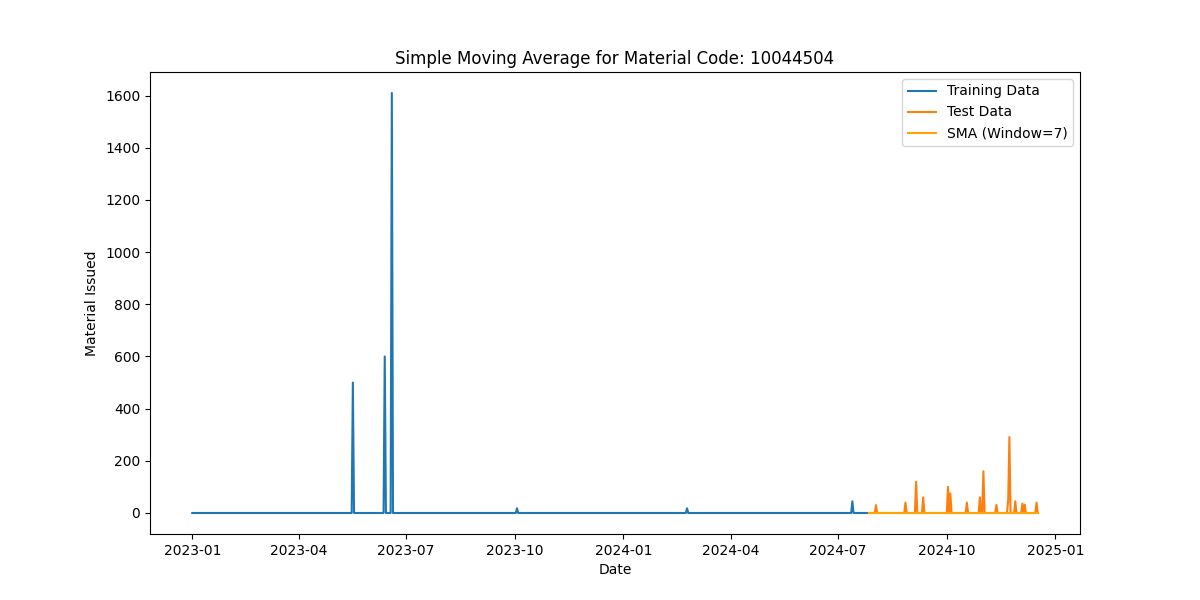 Simple Moving Average for Material Code: 10044504
Training Data
Test Data
SMA (Window=7)
Material Issued
1600
1400
1200
1000
800
600
400
200
0
2023-01 2023-04 2023-07 2023-10 2024-01 2024-04 2024-07 2024-10 2025-01
Date